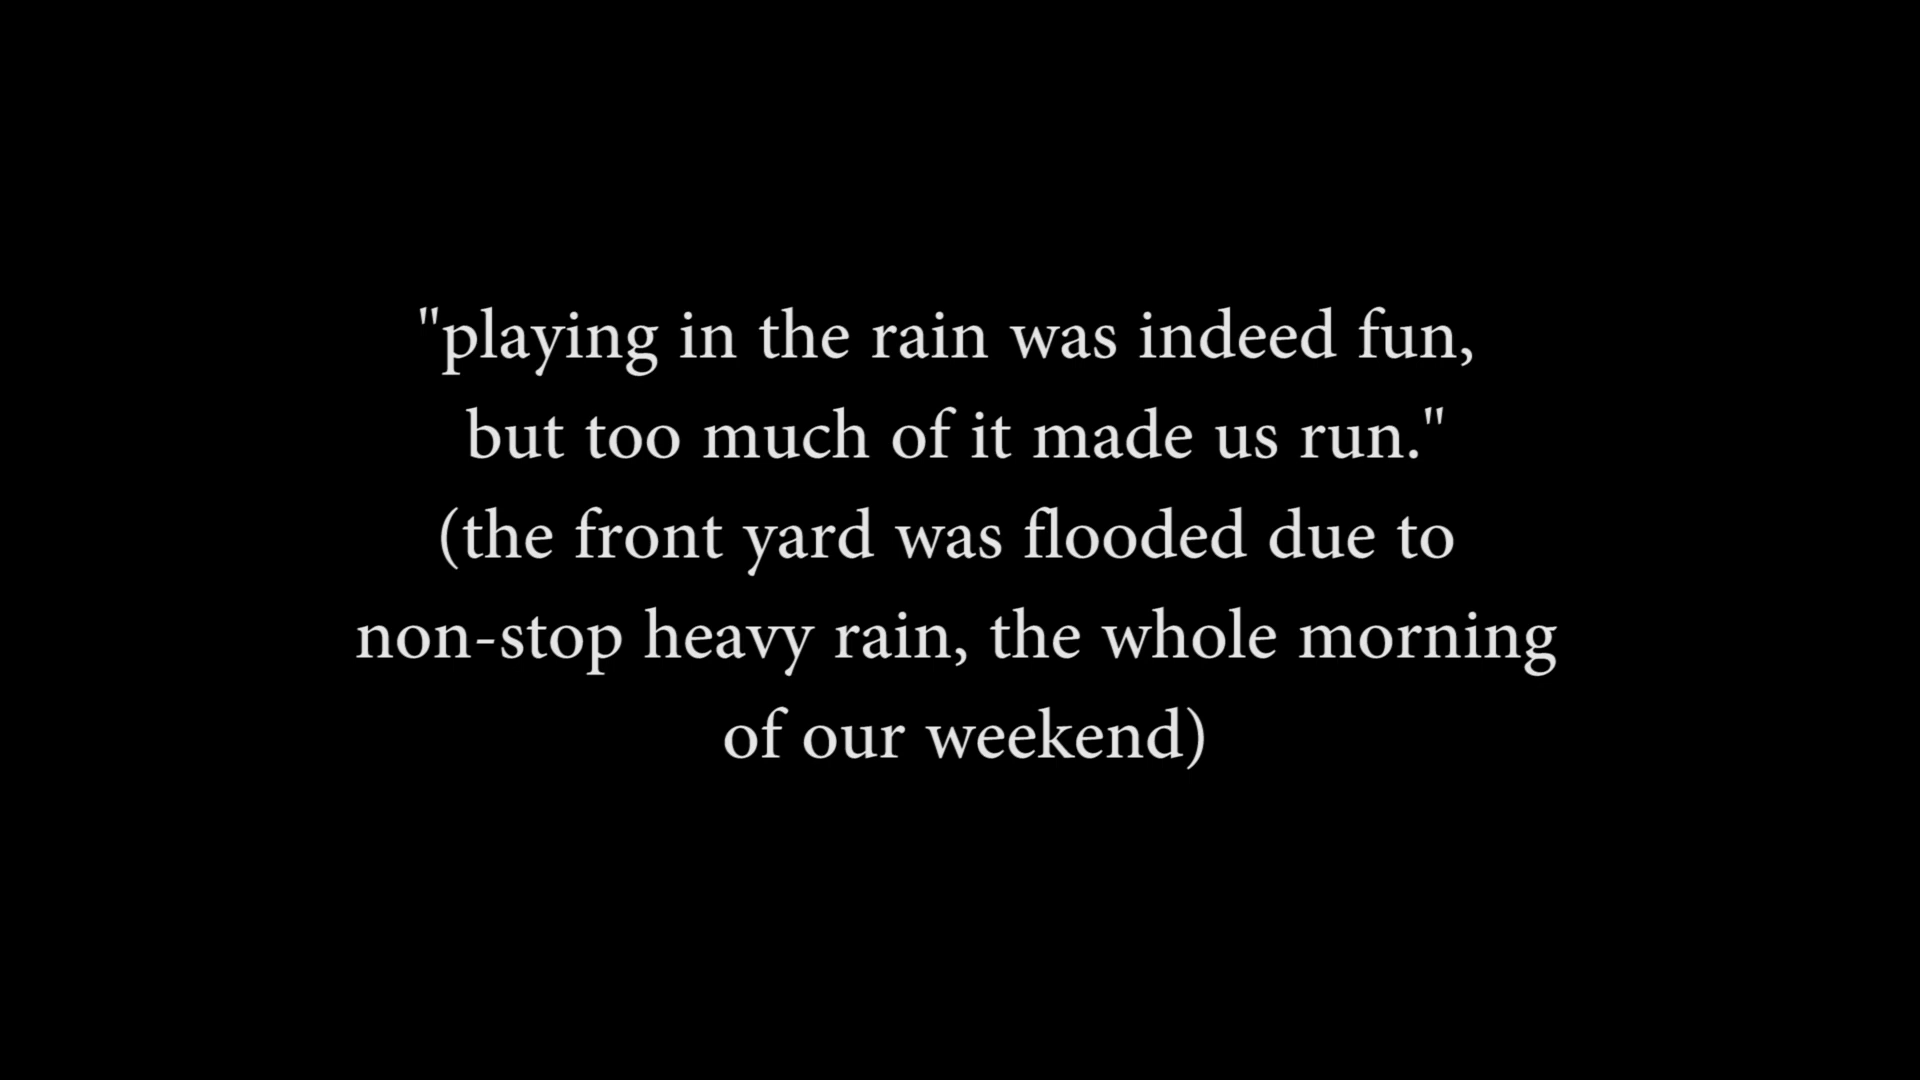 "playing in the rain was indeed fun,
but too much of it made us run."
(the front yard was flooded due to
non-stop heavy rain, the whole morning
of our weekend)